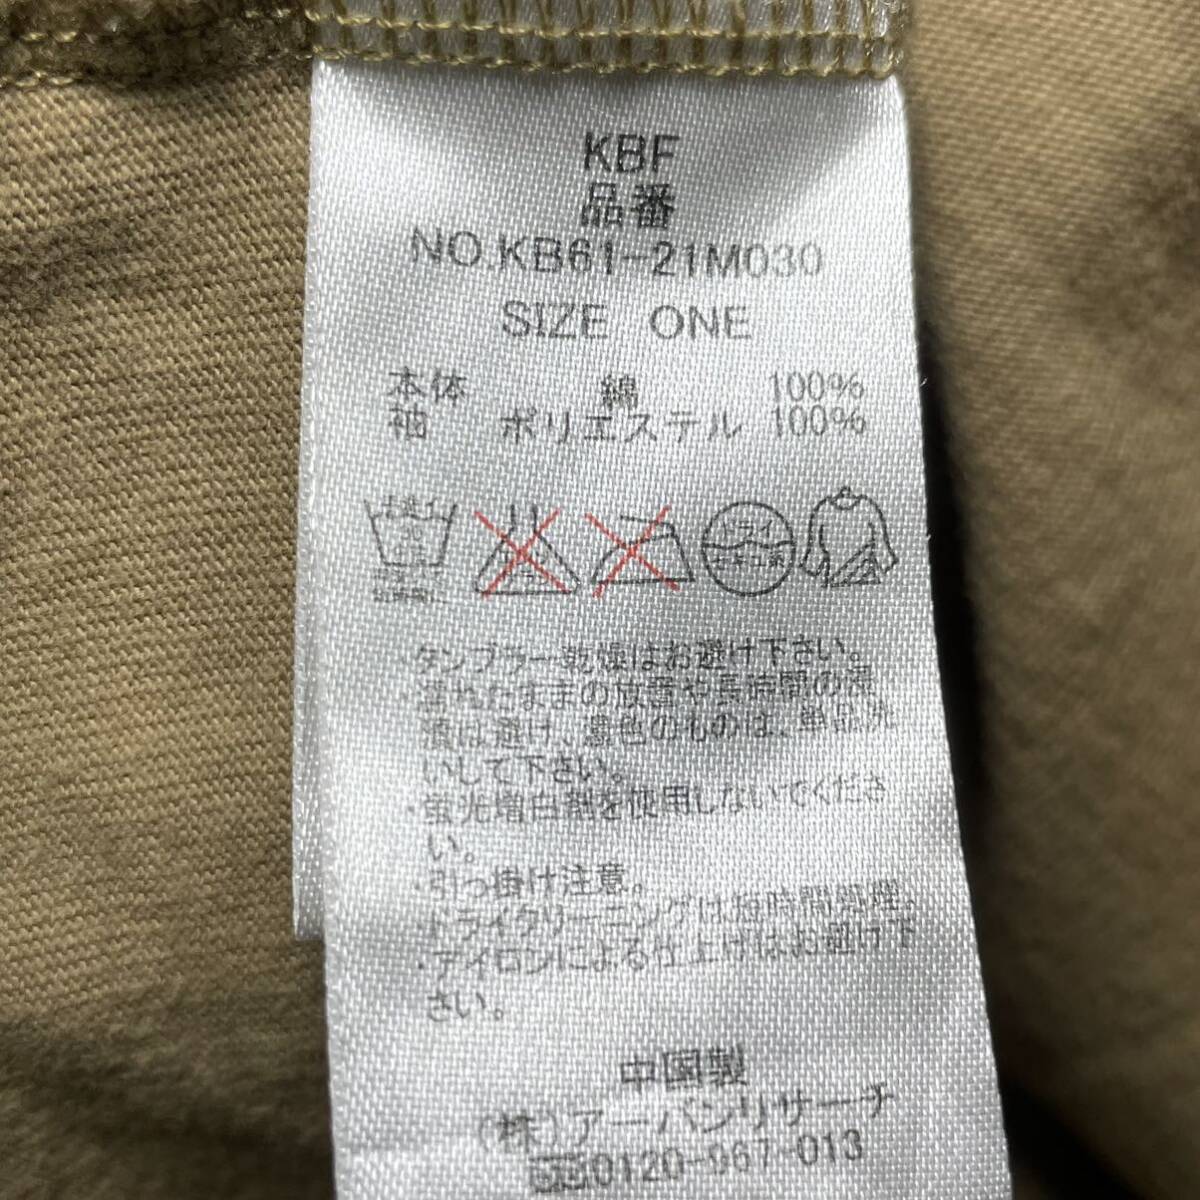 KBF
品番
NO.KB61-21M030
SIZE ONE
本体 綿 100%
袖 ポリエステル 100%
ドライ
・タンブラー乾燥はお避け下さい。
・濡れたままの放置や長時間の浸
漬は避け、濃色のものは、単品洗
いして下さい。
・蛍光増白剤を使用しないでくださ
い。
・引っ掛け注意。
ドライクリーニングは短時間処理。
・アイロンによる仕上げはお避け下
さい。
中国製
(株)アーバンリサーチ
0120-967-013